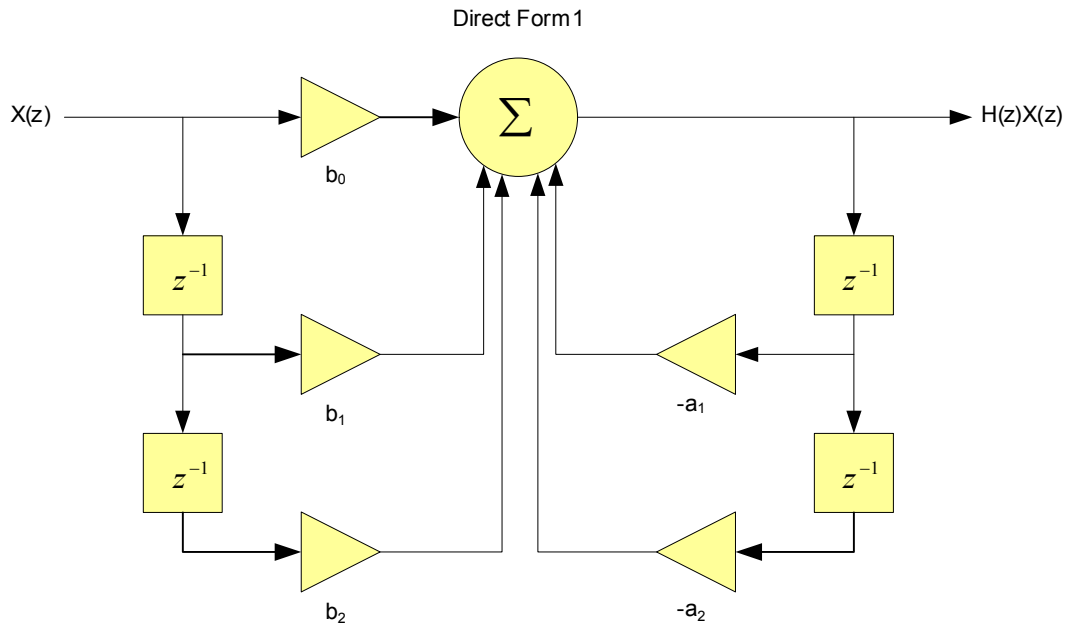 Direct Form 1
X(z)
Σ
H(z)X(z)
b₀
z⁻¹
z⁻¹
b₁
-a₁
z⁻¹
z⁻¹
b₂
-a₂